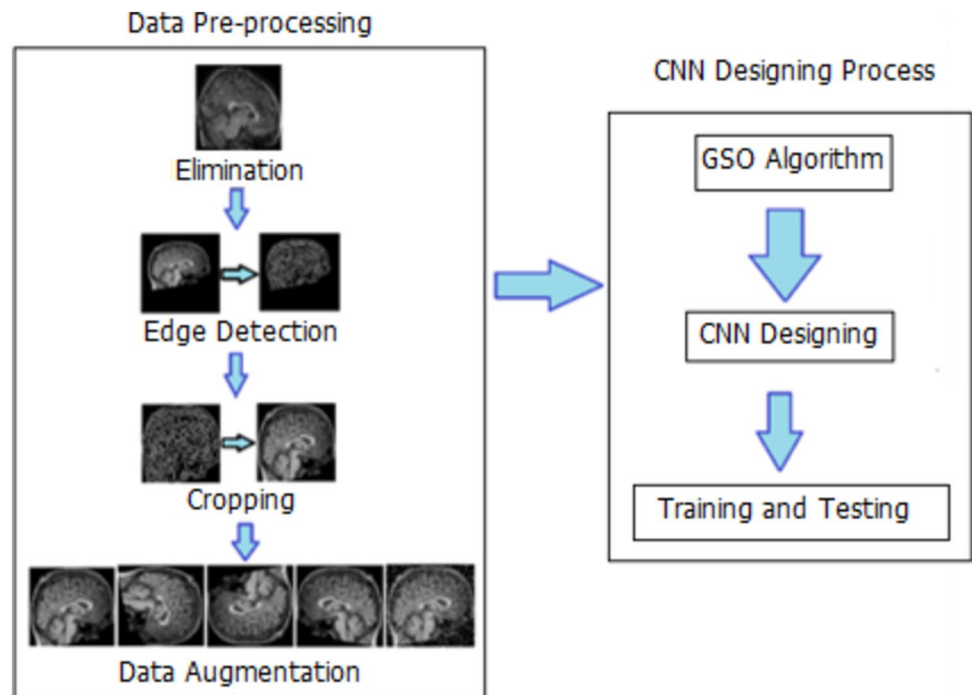 Data Pre-processing
Elimination
Edge Detection
Cropping
Data Augmentation
CNN Designing Process
GSO Algorithm
CNN Designing
Training and Testing